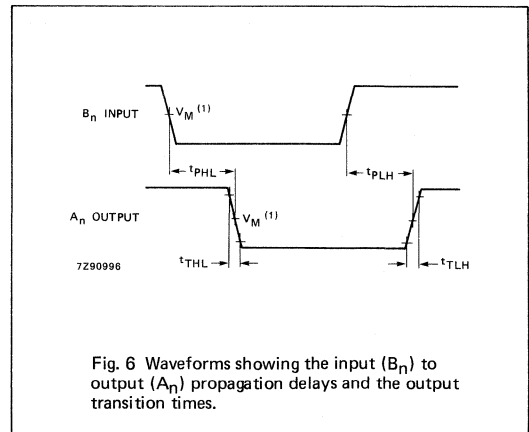 Bn INPUT
VM (1)
tPHL
tPLH
An OUTPUT
VM (1)
7Z90996
tTHL
tTLH
Fig. 6 Waveforms showing the input (Bn) to
output (An) propagation delays and the output
transition times.